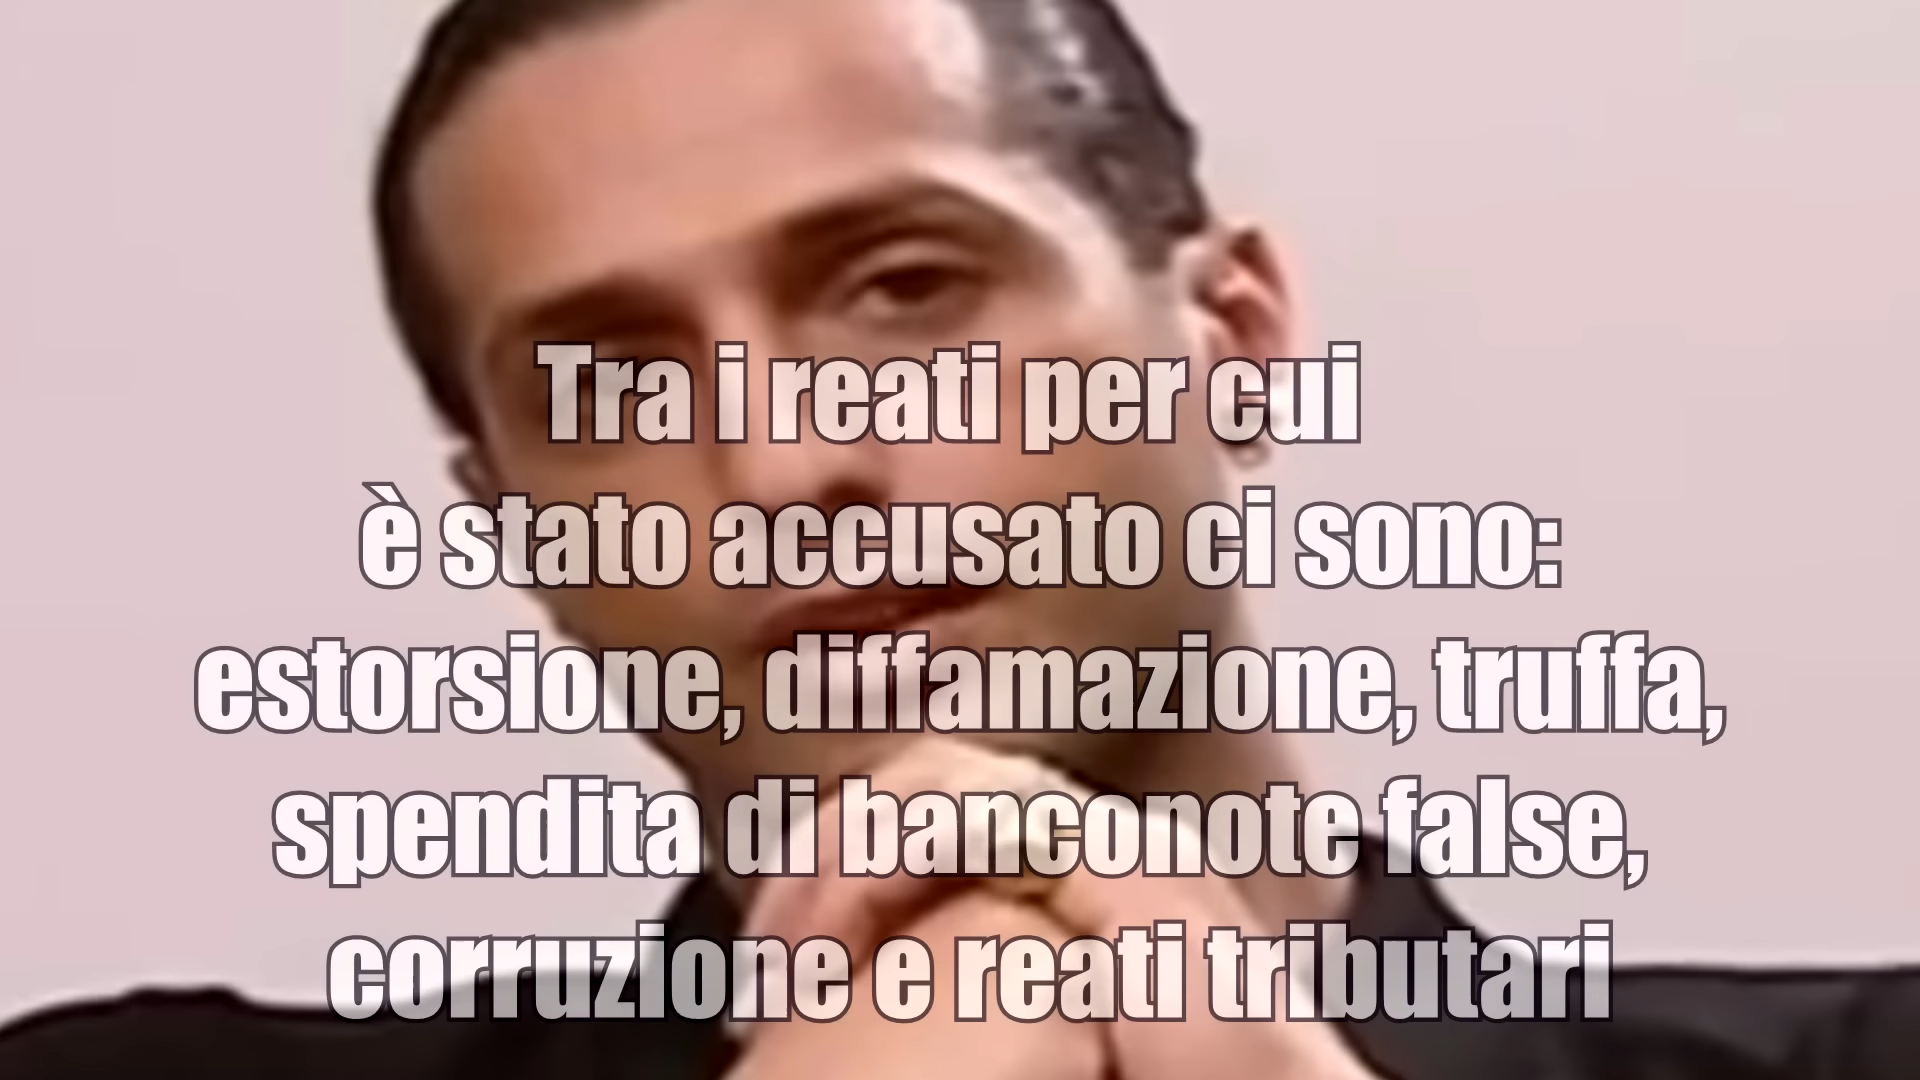 Tra i reati per cui
è stato accusato ci sono:
estorsione, diffamazione, truffa,
spendita di banconote false,
corruzione e reati tributari